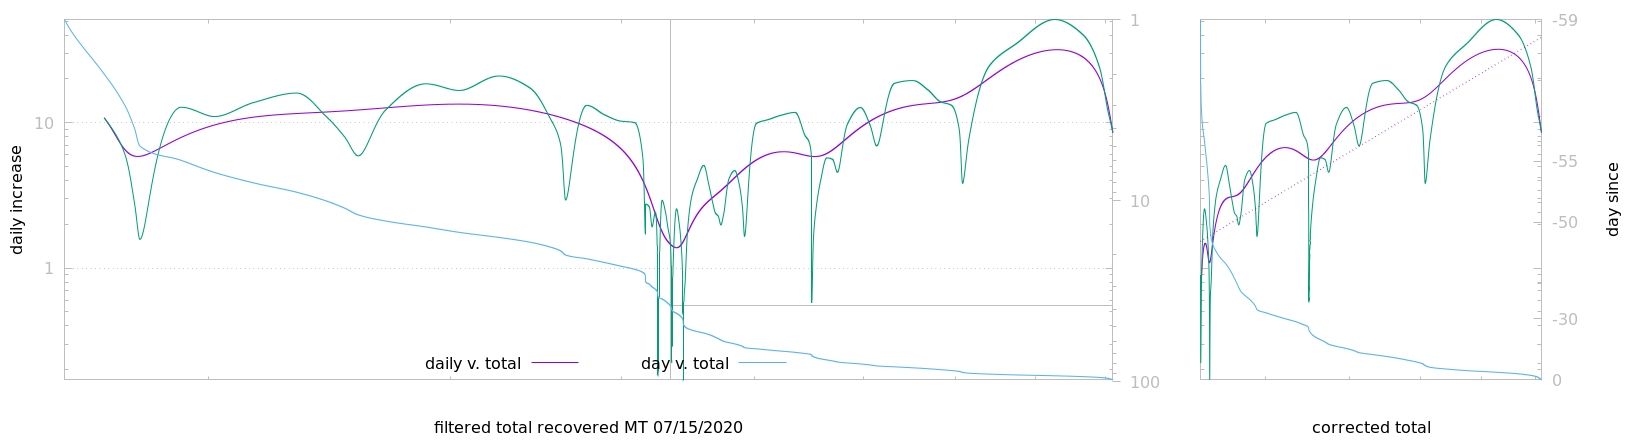 daily increase
10
1
daily v. total
day v. total
1
10
100
filtered total recovered MT 07/15/2020
-59
-55
-50
-30
0
day since
corrected total